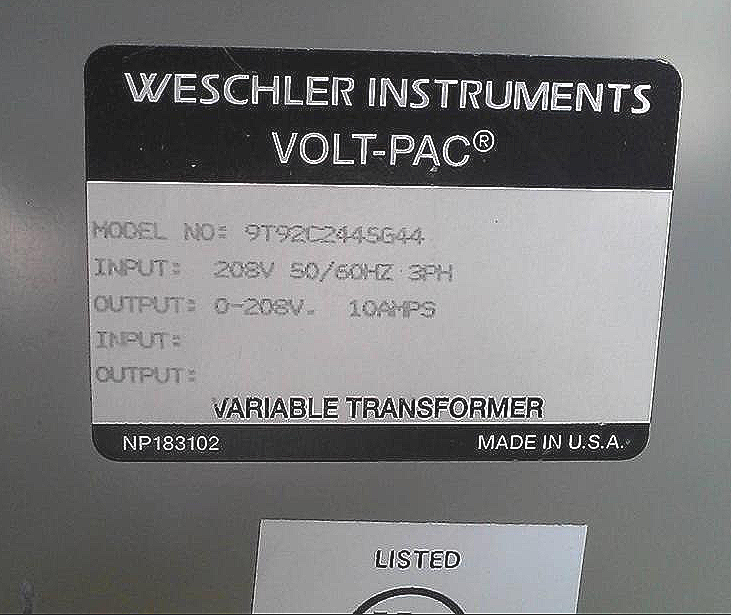 WESCHLER INSTRUMENTS
VOLT-PAC®
MODEL NO: 9T92C2445G44
INPUT: 208V 50/60HZ 3PH
OUTPUT: 0-208V. 10AMPS
INPUT:
OUTPUT:
VARIABLE TRANSFORMER
NP183102 MADE IN U.S.A.
LISTED